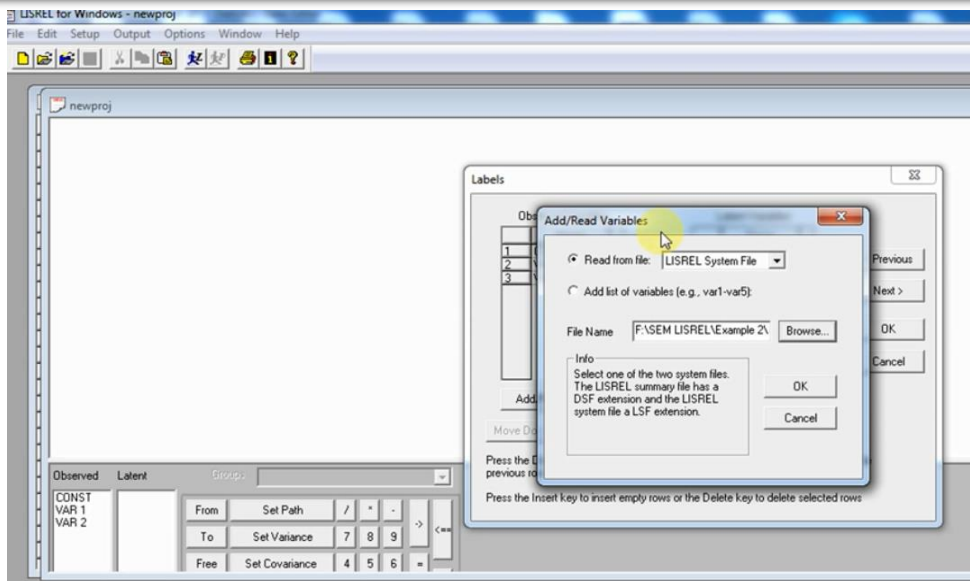 LISREL for Windows - newproj
File Edit Setup Output Options Window Help
newproj
Labels
Obs
Add/Read Variables
1
2
3
Read from file: LISREL System File
Add list of variables (e.g., var1-var5):
File Name F:\SEM LISREL\Example 2\ Browse...
Info
Select one of the two system files.
The LISREL summary file has a
DSF extension and the LISREL
system file a LSF extension.
OK
Cancel
Previous
Next >
OK
Cancel
Add
Move Do
Press the D
previous ro
Press the Insert key to insert empty rows or the Delete key to delete selected rows
Observed Latent Groups:
CONST
VAR 1
VAR 2
From Set Path / * - -> <==
To Set Variance 7 8 9
Free Set Covariance 4 5 6 =